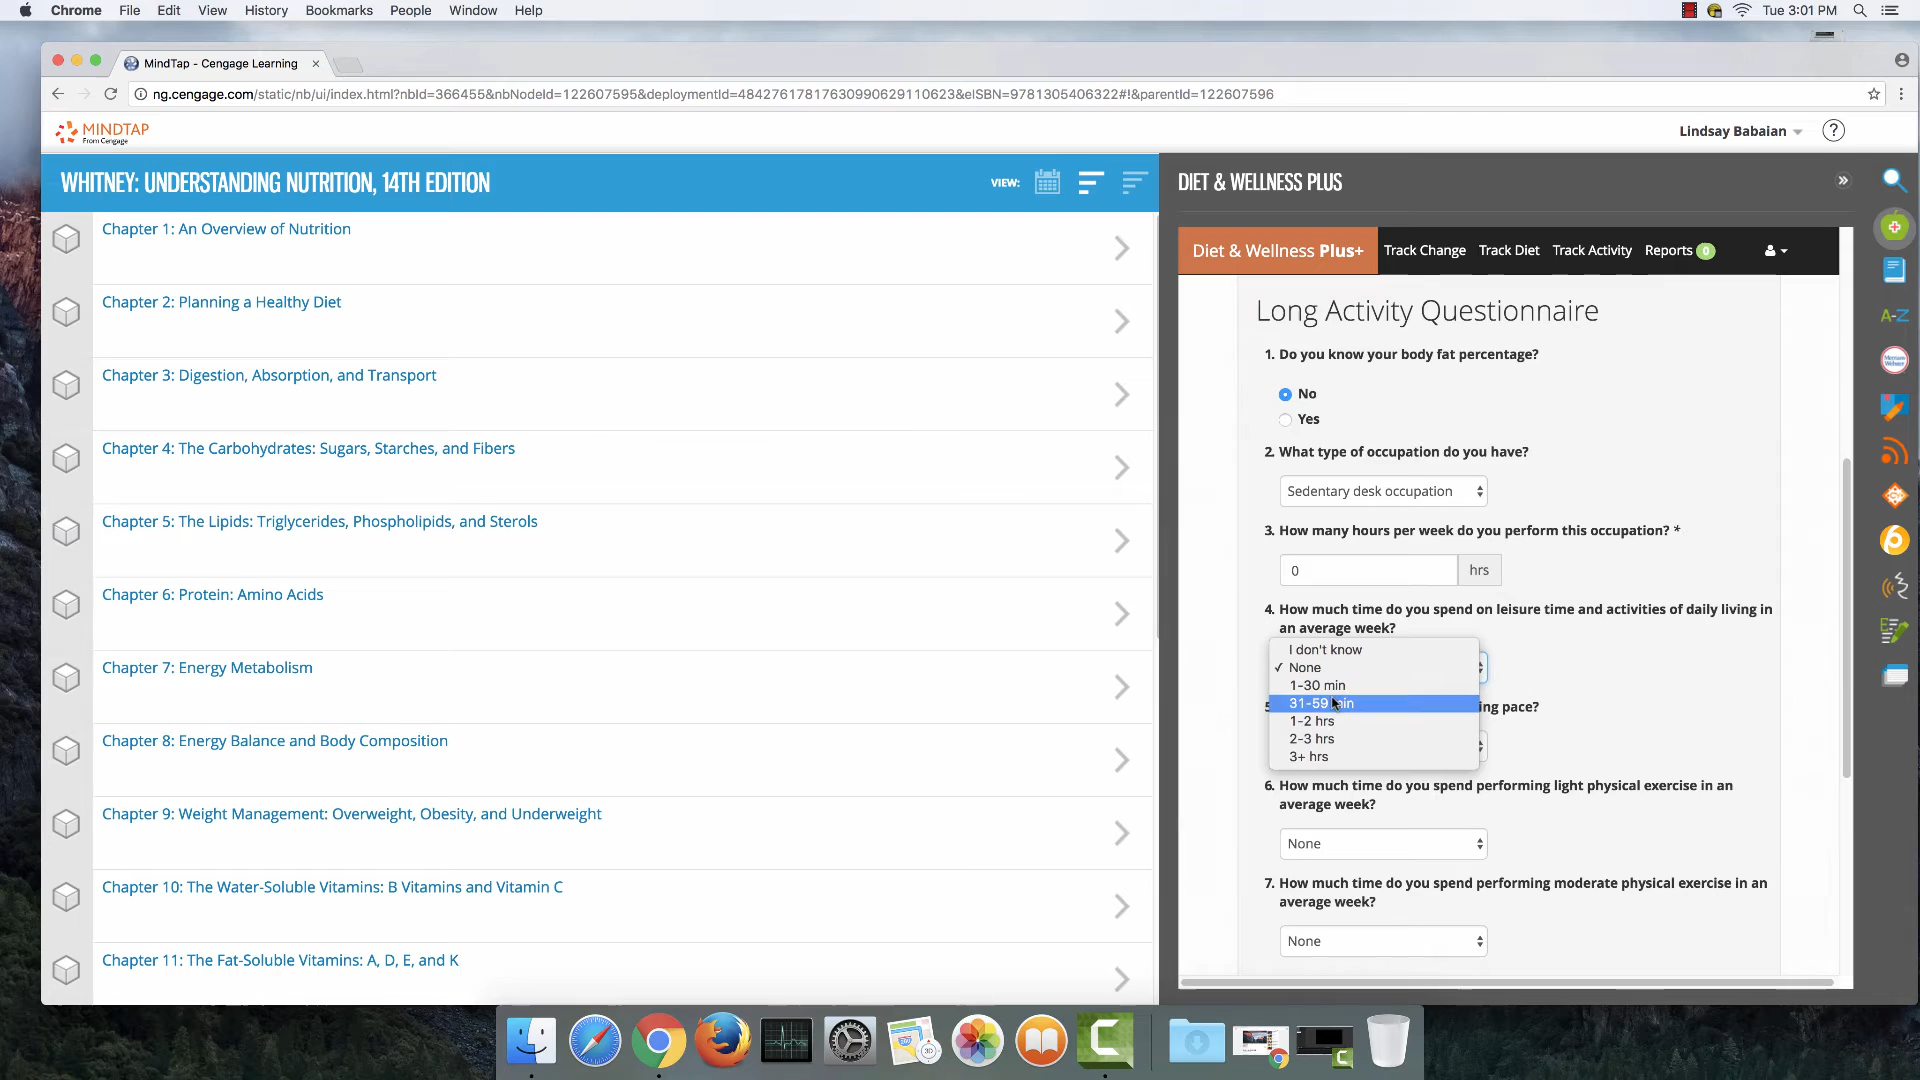 Chrome File Edit View History Bookmarks People Window Help
Tue 3:01 PM
MindTap - Cengage Learning
ng.cengage.com/static/nb/ui/index.html?nbId=366455&nbNodeId=122607595&deploymentId=48427617817630990629110623&eISBN=9781305406322#!&parentId=122607596
MINDTAP
From Cengage
Lindsay Babaian
?
WHITNEY: UNDERSTANDING NUTRITION, 14TH EDITION
VIEW:
Chapter 1: An Overview of Nutrition
Chapter 2: Planning a Healthy Diet
Chapter 3: Digestion, Absorption, and Transport
Chapter 4: The Carbohydrates: Sugars, Starches, and Fibers
Chapter 5: The Lipids: Triglycerides, Phospholipids, and Sterols
Chapter 6: Protein: Amino Acids
Chapter 7: Energy Metabolism
Chapter 8: Energy Balance and Body Composition
Chapter 9: Weight Management: Overweight, Obesity, and Underweight
Chapter 10: The Water-Soluble Vitamins: B Vitamins and Vitamin C
Chapter 11: The Fat-Soluble Vitamins: A, D, E, and K
DIET & WELLNESS PLUS
Diet & Wellness Plus+ Track Change Track Diet Track Activity Reports 0
Long Activity Questionnaire
1. Do you know your body fat percentage?
No
Yes
2. What type of occupation do you have?
Sedentary desk occupation
3. How many hours per week do you perform this occupation? *
0 hrs
4. How much time do you spend on leisure time and activities of daily living in
an average week?
I don't know
✓ None
1-30 min
31-59 min
1-2 hrs
2-3 hrs
3+ hrs
ing pace?
6. How much time do you spend performing light physical exercise in an
average week?
None
7. How much time do you spend performing moderate physical exercise in an
average week?
None
A-Z